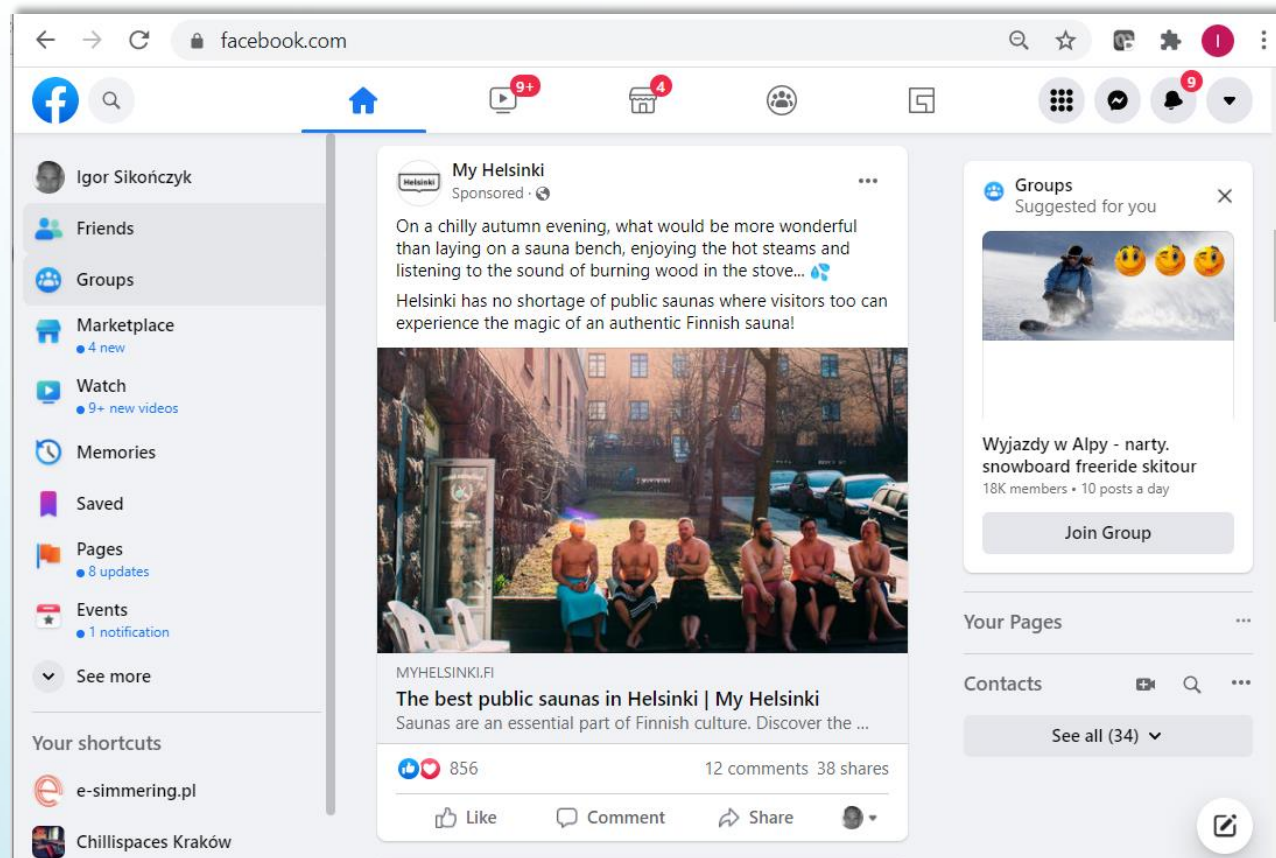 facebook.com
I
9+
4
9
Igor Sikończyk
Friends
Groups
Marketplace
4 new
Watch
9+ new videos
Memories
Saved
Pages
8 updates
Events
1 notification
See more
Your shortcuts
e-simmering.pl
Chillispaces Kraków
Helsinki
My Helsinki
Sponsored ·
On a chilly autumn evening, what would be more wonderful
than laying on a sauna bench, enjoying the hot steams and
listening to the sound of burning wood in the stove... 💦
Helsinki has no shortage of public saunas where visitors too can
experience the magic of an authentic Finnish sauna!
MYHELSINKI.FI
The best public saunas in Helsinki | My Helsinki
Saunas are an essential part of Finnish culture. Discover the ...
856
12 comments 38 shares
Like Comment Share
Groups
Suggested for you
Wyjazdy w Alpy - narty.
snowboard freeride skitour
18K members • 10 posts a day
Join Group
Your Pages
Contacts
See all (34)